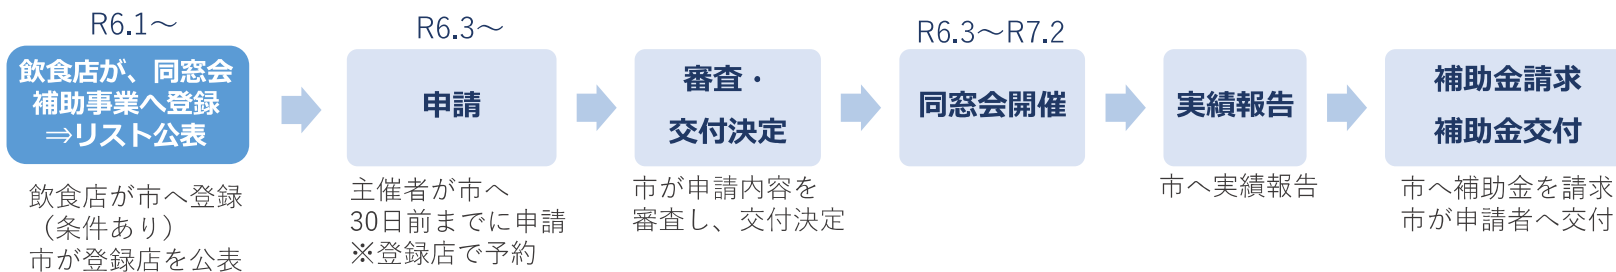 R6.1～
飲食店が、同窓会
補助事業へ登録
⇒リスト公表
飲食店が市へ登録
（条件あり）
市が登録店を公表
R6.3～
申請
主催者が市へ
30日前までに申請
※登録店で予約
審査・
交付決定
市が申請内容を
審査し、交付決定
R6.3～R7.2
同窓会開催
実績報告
市へ実績報告
補助金請求
補助金交付
市へ補助金を請求
市が申請者へ交付